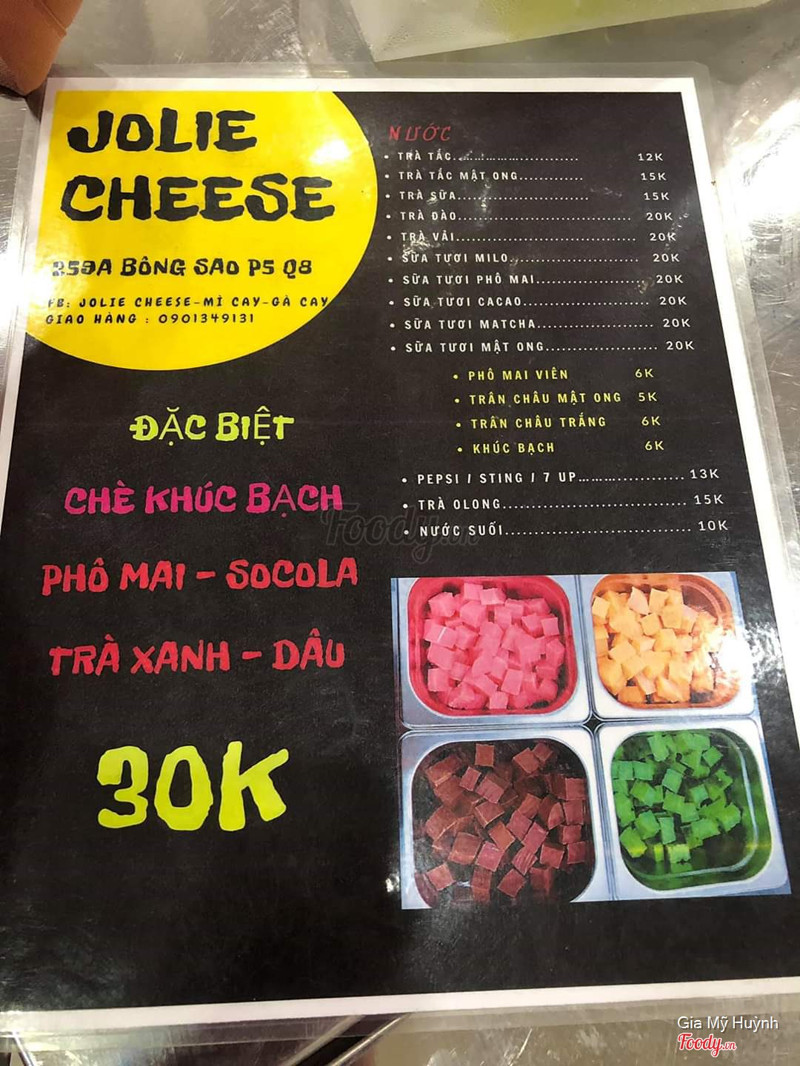 JOLIE
CHEESE
259A BÔNG SAO P5 Q8
FB: JOLIE CHEESE-MÌ CAY-GÀ CAY
GIAO HÀNG : 0901349131
ĐẶC BIỆT
CHÈ KHÚC BẠCH
PHÔ MAI - SOCOLA
TRÀ XANH - DÂU
30K
NƯỚC
• TRÀ TẮC.............................. 12K
• TRÀ TẮC MẬT ONG............. 15K
• TRÀ SỮA.......................... 15K
• TRÀ ĐÀO................................ 20K
• TRÀ VẢI................................. 20K
• SỮA TƯƠI MILO....................... 20K
• SỮA TƯƠI PHÔ MAI.................... 20K
• SỮA TƯƠI CACAO....................... 20K
• SỮA TƯƠI MATCHA..................... 20K
• SỮA TƯƠI MẬT ONG.................... 20K
• PHÔ MAI VIÊN 6K
• TRÂN CHÂU MẬT ONG 5K
• TRÂN CHÂU TRẮNG 6K
• KHÚC BẠCH 6K
• PEPSI / STING / 7 UP.................... 13K
• TRÀ OLONG................................ 15K
• NƯỚC SUỐI................................ 10K
Foody.vn
Gia Mỹ Huỳnh
Foody.vn